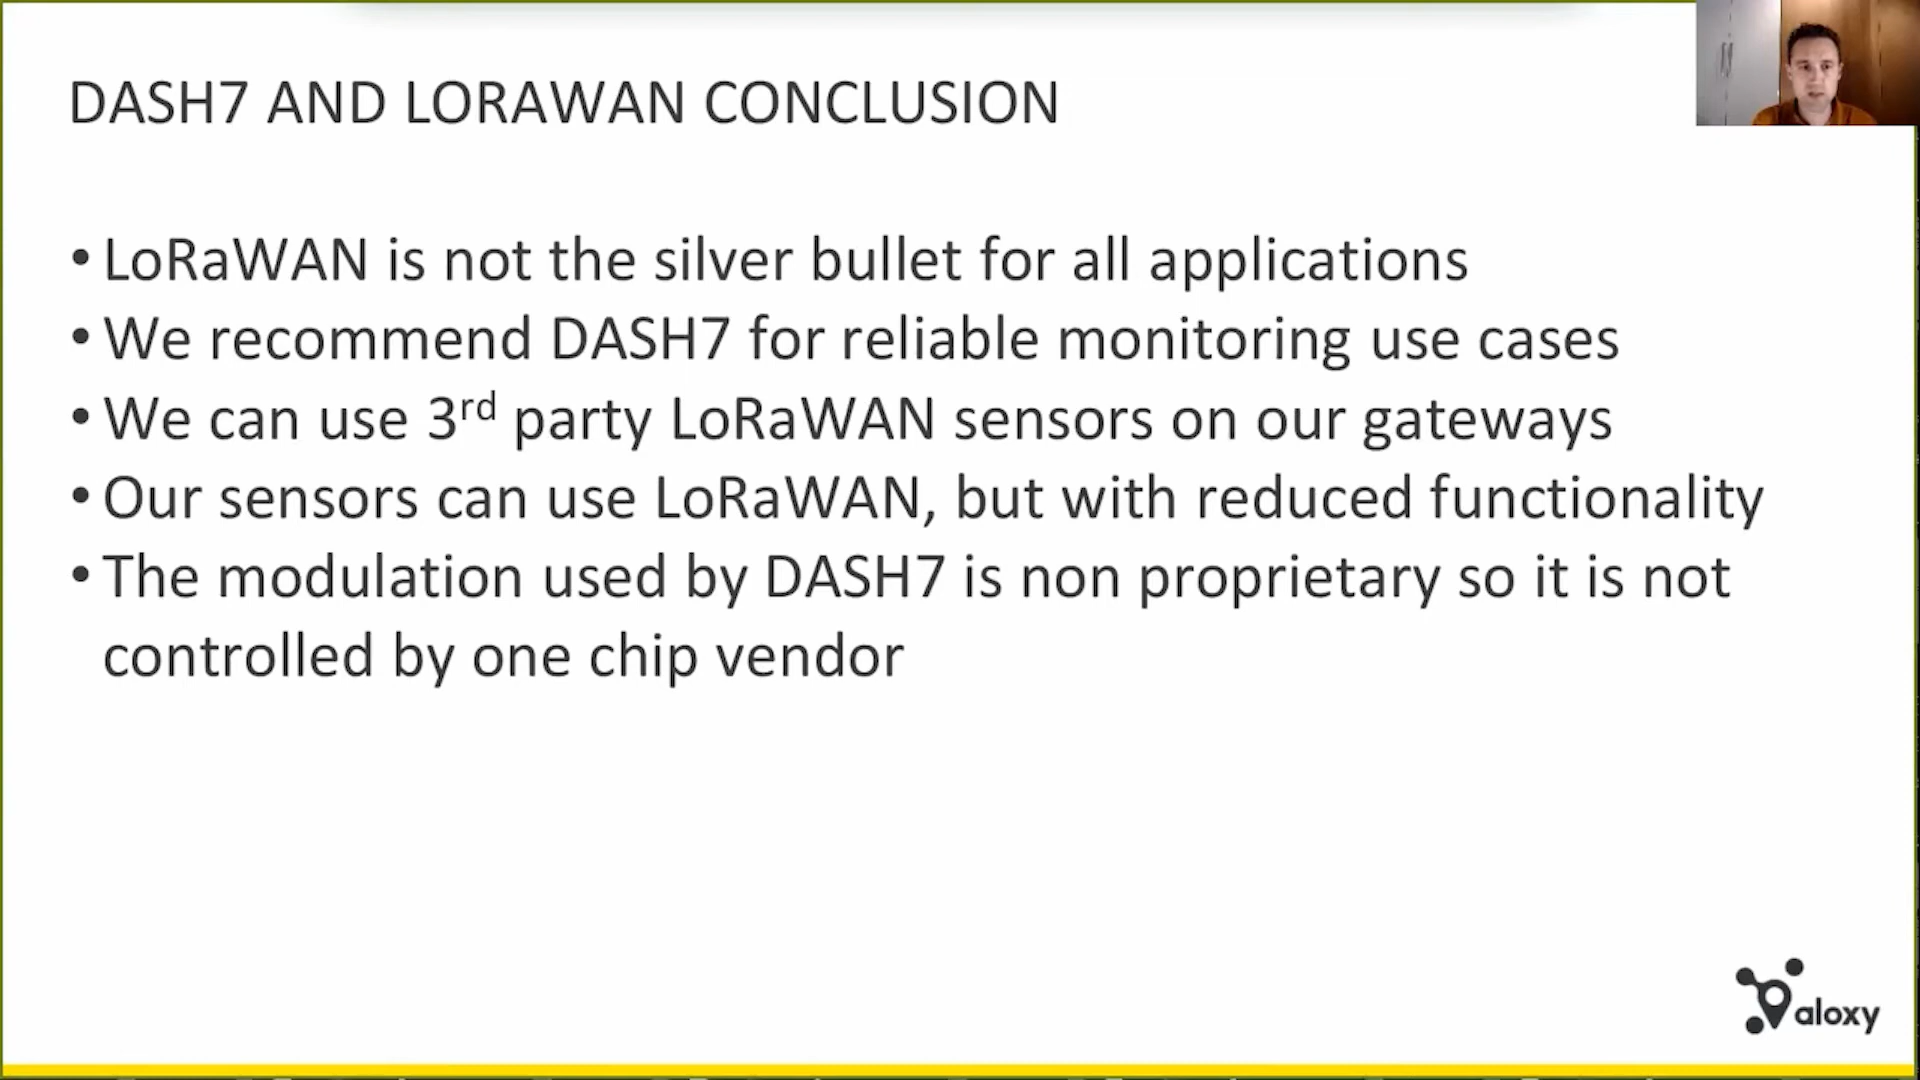 DASH7 AND LORAWAN CONCLUSION
• LoRaWAN is not the silver bullet for all applications
• We recommend DASH7 for reliable monitoring use cases
• We can use 3rd party LoRaWAN sensors on our gateways
• Our sensors can use LoRaWAN, but with reduced functionality
• The modulation used by DASH7 is non proprietary so it is not
controlled by one chip vendor
aloxy